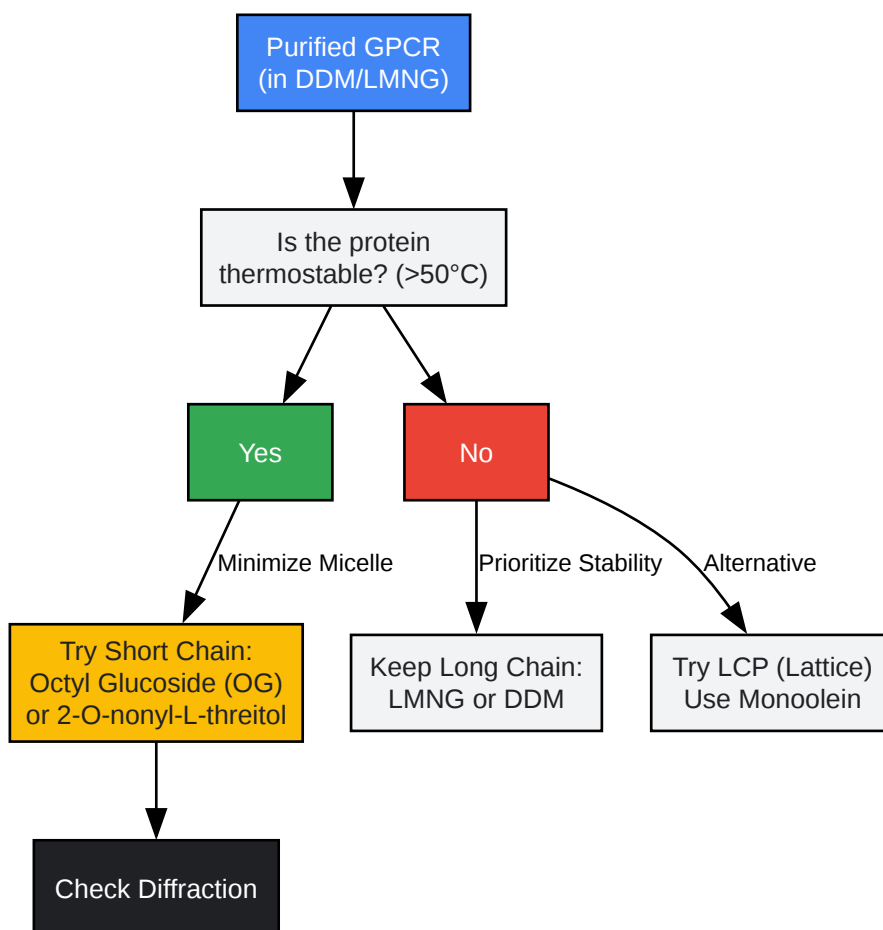 Purified GPCR
(in DDM/LMNG)
Is the protein
thermostable? (>50°C)
Yes
No
Minimize Micelle
Prioritize Stability
Alternative
Try Short Chain:
Octyl Glucoside (OG)
or 2-O-nonyl-L-threitol
Keep Long Chain:
LMNG or DDM
Try LCP (Lattice)
Use Monoolein
Check Diffraction